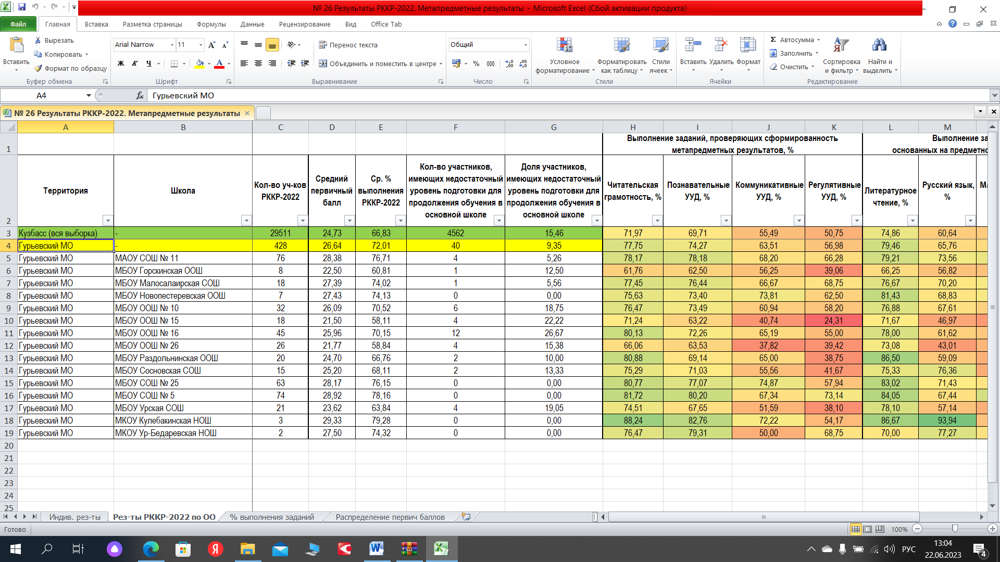 № 26 Результаты РККР-2022. Метапредметные результаты - Microsoft Excel (Сбой активации продукта)
Файл Главная Вставка Разметка страницы Формулы Данные Рецензирование Вид Office Tab
Вставить Вырезать Копировать Формат по образцу
Arial Narrow 11
Ж К Ч
Перенос текста
Объединить и поместить в центре
Общий
% 000
Условное форматирование
Форматировать как таблицу
Стили ячеек
Вставить Удалить Формат
Σ Автосумма
Заполнить
Очистить
Сортировка и фильтр
Найти и выделить
Буфер обмена Шрифт Выравнивание Число Стили Ячейки Редактирование
A4 fx Гурьевский МО
№ 26 Результаты РККР-2022. Метапредметные результаты
A B C D E F G H I J K L M
1 Выполнение заданий, проверяющих сформированность метапредметных результатов, % Выполнение за основанных на предметно
2 Территория Школа Кол-во уч-ков РККР-2022 Средний первичный балл Ср. % выполнения РККР-2022 Кол-во участников, имеющих недостаточный уровень подготовки для продолжения обучения в основной школе Доля участников, имеющих недостаточный уровень подготовки для продолжения обучения в основной школе Читательская грамотность, % Познавательные УУД, % Коммуникативные УУД, % Регулятивные УУД, % Литературное чтение, % Русский язык, % Ма
3 Кузбасс (вся выборка) - 29511 24,73 66,83 4562 15,46 71,97 69,71 55,49 50,75 74,86 60,64
4 Гурьевский МО - 428 26,64 72,01 40 9,35 77,75 74,27 63,51 56,98 79,46 65,76
5 Гурьевский МО МАОУ СОШ № 11 76 28,38 76,71 4 5,26 78,17 78,18 68,20 66,28 79,21 73,56
6 Гурьевский МО МБОУ Горскинская ООШ 8 22,50 60,81 1 12,50 61,76 62,50 56,25 39,06 66,25 56,82
7 Гурьевский МО МБОУ Малосалаирская СОШ 18 27,39 74,02 1 5,56 77,45 76,44 66,67 68,75 76,67 70,20
8 Гурьевский МО МБОУ Новопестеревская ООШ 7 27,43 74,13 0 0,00 75,63 73,40 73,81 62,50 81,43 68,83
9 Гурьевский МО МБОУ ООШ № 10 32 26,09 70,52 6 18,75 76,47 73,49 60,94 58,20 76,88 67,61
10 Гурьевский МО МБОУ ООШ № 15 18 21,50 58,11 4 22,22 71,24 63,22 40,74 24,31 71,67 46,97
11 Гурьевский МО МБОУ ООШ № 16 45 25,96 70,15 12 26,67 80,13 72,26 65,19 55,00 78,00 61,62
12 Гурьевский МО МБОУ ООШ № 26 26 21,77 58,84 4 15,38 66,06 63,53 37,82 39,42 73,08 43,01
13 Гурьевский МО МБОУ Раздольнинская ООШ 20 24,70 66,76 2 10,00 80,88 69,14 65,00 38,75 86,50 59,09
14 Гурьевский МО МБОУ Сосновская СОШ 15 25,20 68,11 2 13,33 75,29 71,03 55,56 41,67 75,33 76,36
15 Гурьевский МО МБОУ СОШ № 25 63 28,17 76,15 0 0,00 80,77 77,07 74,87 57,94 83,02 71,43
16 Гурьевский МО МБОУ СОШ № 5 74 28,92 78,16 0 0,00 81,72 80,20 67,34 73,14 84,05 67,44
17 Гурьевский МО МБОУ Урская СОШ 21 23,62 63,84 4 19,05 74,51 67,65 51,59 38,10 78,10 57,14
18 Гурьевский МО МКОУ Кулебакинская НОШ 3 29,33 79,28 0 0,00 88,24 82,76 72,22 54,17 86,67 93,94
19 Гурьевский МО МКОУ Ур-Бедаревская НОШ 2 27,50 74,32 0 0,00 76,47 79,31 50,00 68,75 70,00 77,27
20
21
22
23
24
25
Индив. рез-ты Рез-ты РККР-2022 по ОО % выполнения заданий Распределение первич баллов
Готово 100%
РУС 13:04
22.06.2023 4